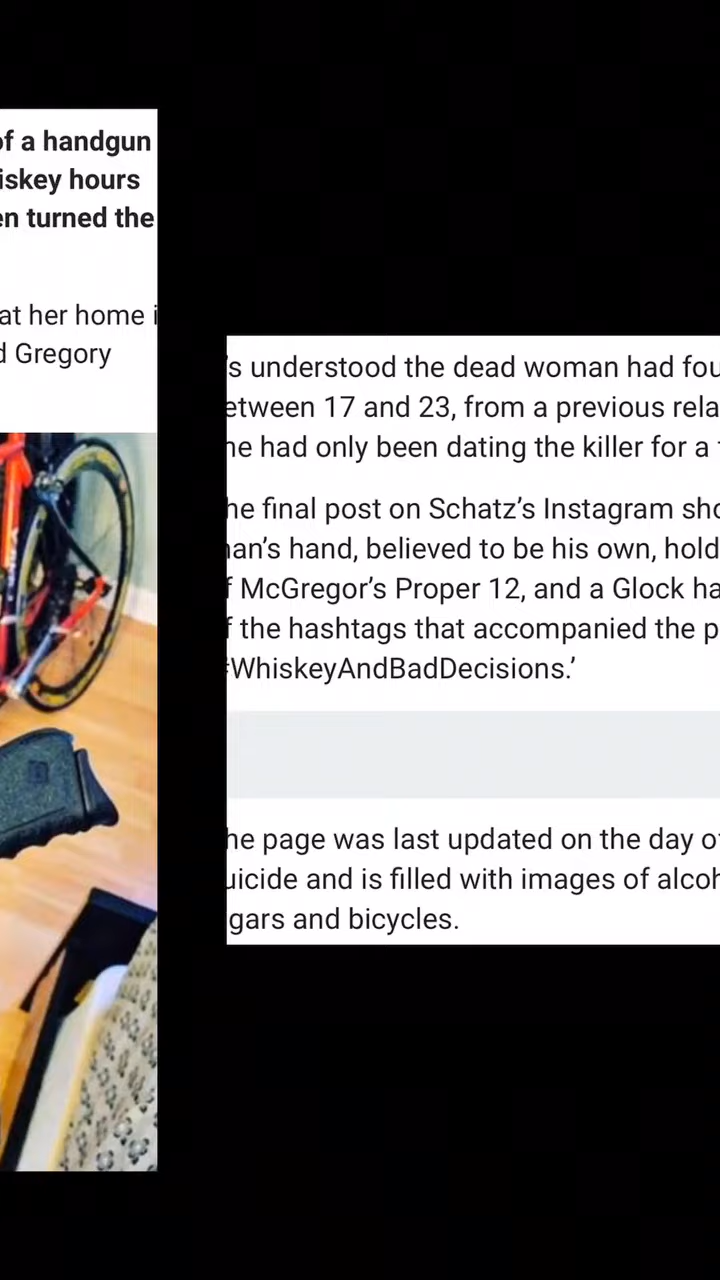 of a handgun
iskey hours
en turned the
at her home i
d Gregory
's understood the dead woman had fou
etween 17 and 23, from a previous rela
he had only been dating the killer for a
he final post on Schatz's Instagram sho
an's hand, believed to be his own, hold
f McGregor's Proper 12, and a Glock ha
f the hashtags that accompanied the p
#WhiskeyAndBadDecisions.'
he page was last updated on the day of
uicide and is filled with images of alcoh
gars and bicycles.